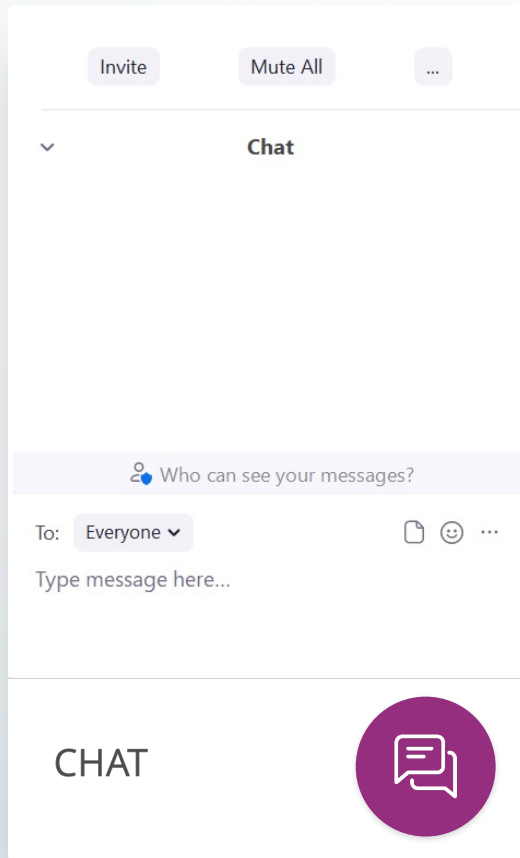 Invite Mute All ...
Chat
Who can see your messages?
To: Everyone
Type message here...
CHAT